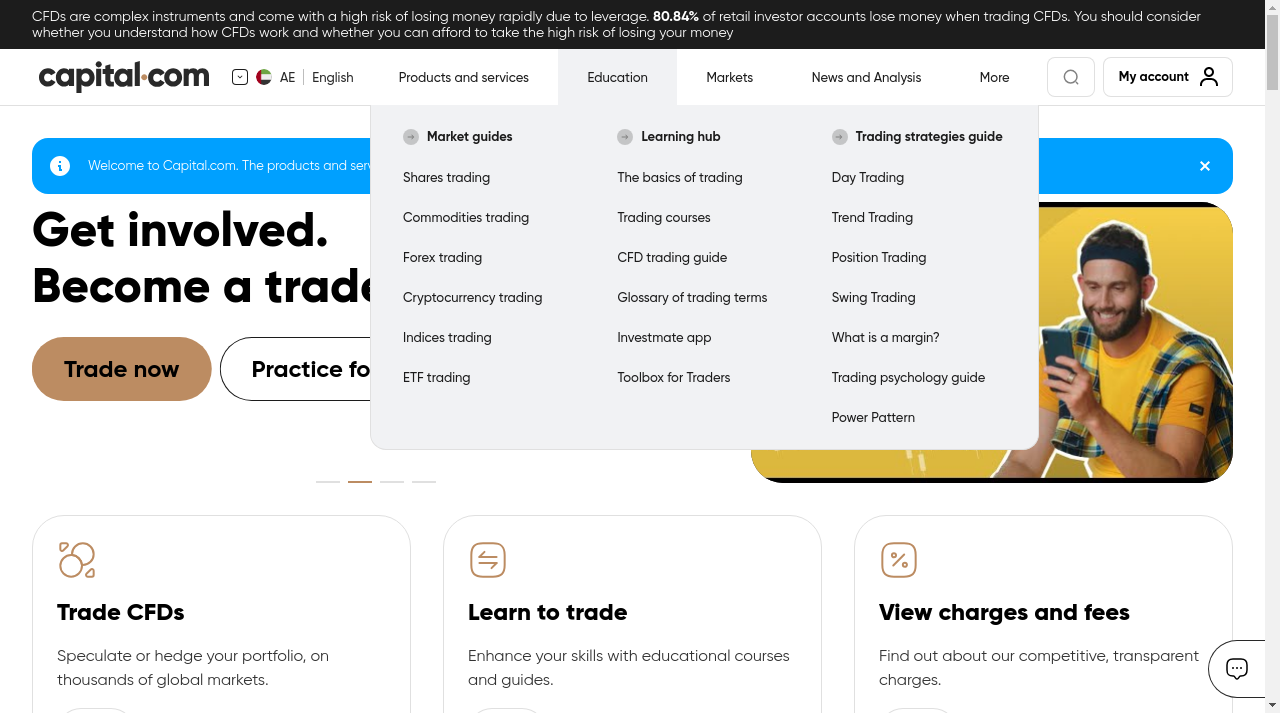 CFDs are complex instruments and come with a high risk of losing money rapidly due to leverage. 80.84% of retail investor accounts lose money when trading CFDs. You should consider
whether you understand how CFDs work and whether you can afford to take the high risk of losing your money
capital.com
AE
English
Products and services
Education
Markets
News and Analysis
More
My account
Market guides
Shares trading
Commodities trading
Forex trading
Cryptocurrency trading
Indices trading
ETF trading
Learning hub
The basics of trading
Trading courses
CFD trading guide
Glossary of trading terms
Investmate app
Toolbox for Traders
Trading strategies guide
Day Trading
Trend Trading
Position Trading
Swing Trading
What is a margin?
Trading psychology guide
Power Pattern
Welcome to Capital.com. The products and
Get involved.
Become a
Trade now
Practice
Trade CFDs
Speculate or hedge your portfolio, on
thousands of global markets.
Learn to trade
Enhance your skills with educational courses
and guides.
View charges and fees
Find out about our competitive, transparent
charges.